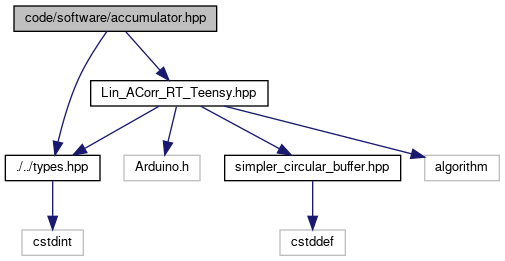 code/software/accumulator.hpp
Lin_ACorr_RT_Teensy.hpp
./../types.hpp
Arduino.h
simpler_circular_buffer.hpp
algorithm
cstdint
cstddef